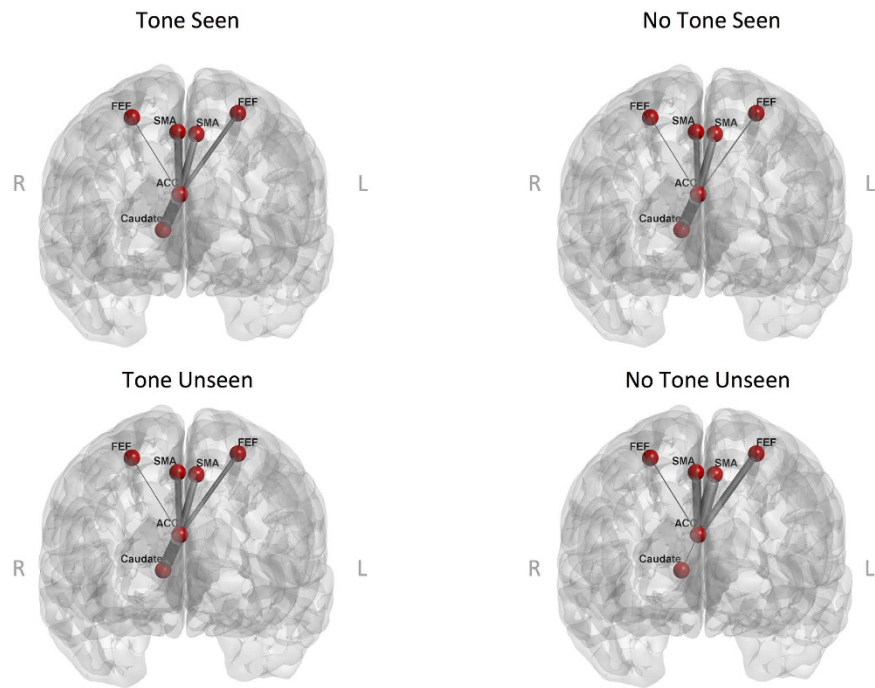 Tone Seen
No Tone Seen
FEF
SMA
SMA
FEF
ACC
Caudate
R
L
FEF
SMA
SMA
FEF
ACC
Caudate
R
L
Tone Unseen
No Tone Unseen
FEF
SMA
SMA
FEF
ACC
Caudate
R
L
FEF
SMA
SMA
FEF
ACC
Caudate
R
L